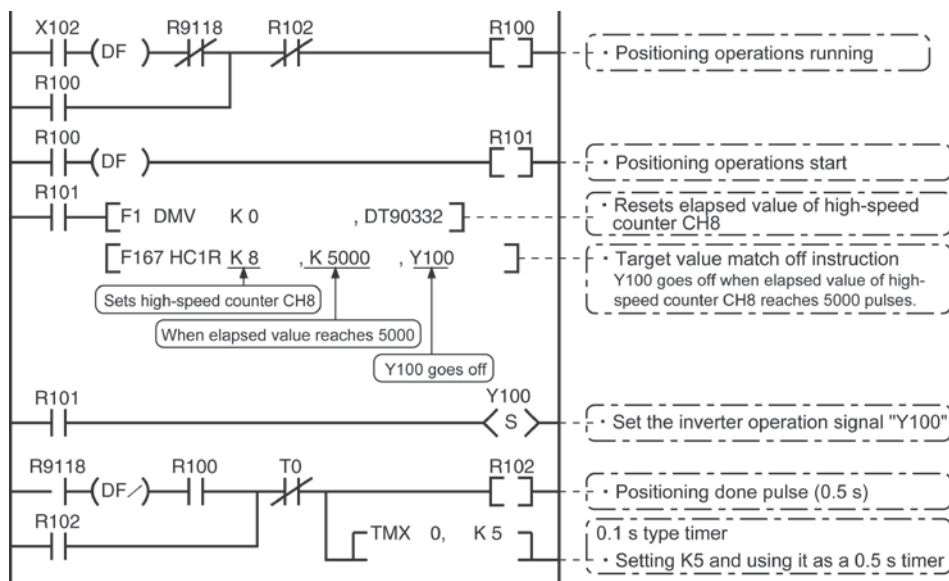 X102 R9118 R102 R100
(DF) · Positioning operations running
R100
R100 R101
(DF) · Positioning operations start
R101
F1 DMV K 0 , DT90332 · Resets elapsed value of high-speed
counter CH8
F167 HC1R K 8 , K 5000 , Y100 · Target value match off instruction
Y100 goes off when elapsed value of high-
speed counter CH8 reaches 5000 pulses.
Sets high-speed counter CH8
When elapsed value reaches 5000
Y100 goes off
R101 Y100
S · Set the inverter operation signal "Y100"
R9118 R100 T0 R102
(DF/) · Positioning done pulse (0.5 s)
R102
TMX 0, K 5 0.1 s type timer
· Setting K5 and using it as a 0.5 s timer